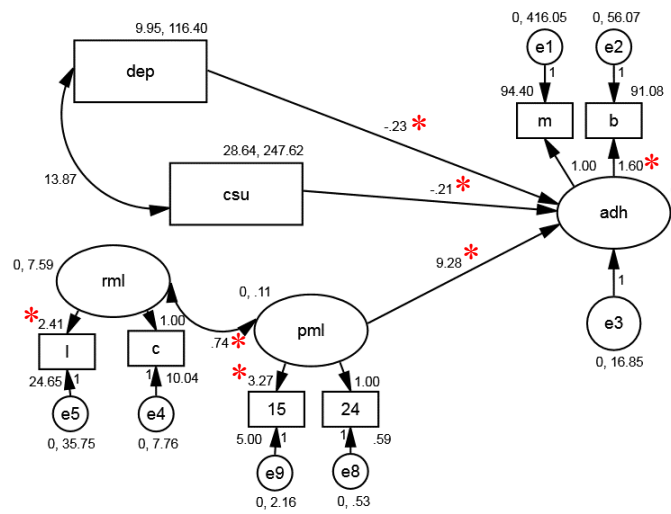 0, 416.05
0, 56.07
9.95, 116.40
e1
e2
dep
1
1
94.40
91.08
m
b
-.23 *
28.64, 247.62
13.87
csu
-.21 *
1.00
1.60 *
adh
0, 7.59
rml
9.28 *
0, .11
1
* 2.41
1.00
.74 *
pml
e3
l
c
* 3.27
1.00
0, 16.85
24.65
1
1
10.04
15
24
e5
e4
5.00
1
1
.59
0, 35.75
0, 7.76
e9
e8
0, 2.16
0, .53